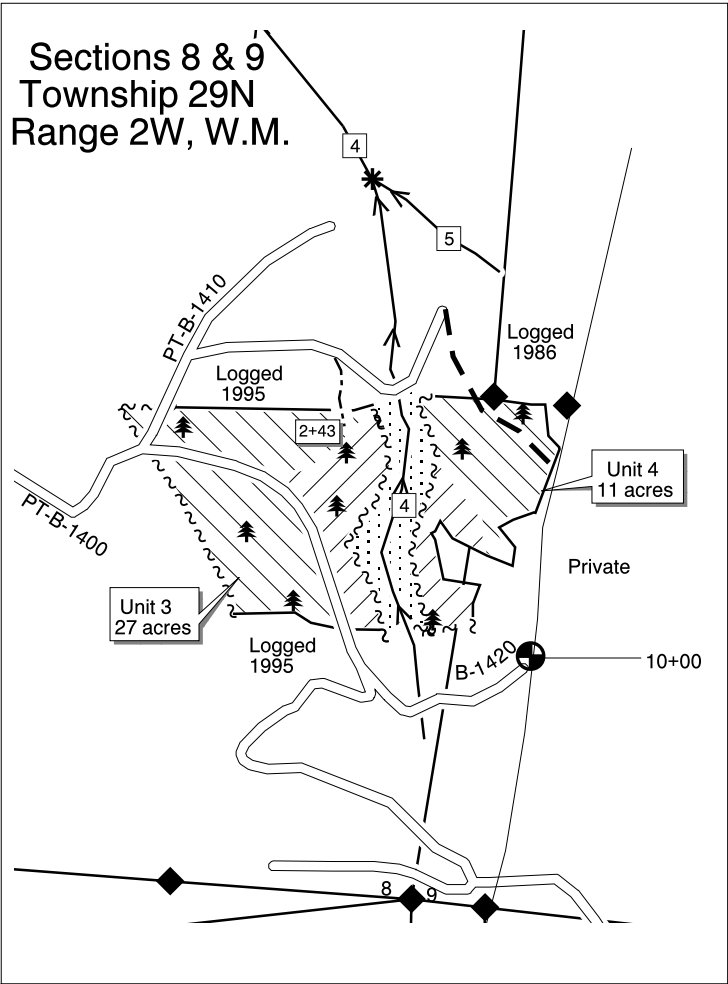 Sections 8 & 9
Township 29N
Range 2W, W.M.
4
5
PT-B-1410
Logged
1986
Logged
1995
2+43
Unit 4
11 acres
4
PT-B-1400
Private
Unit 3
27 acres
Logged
1995
B-1420
10+00
8
9